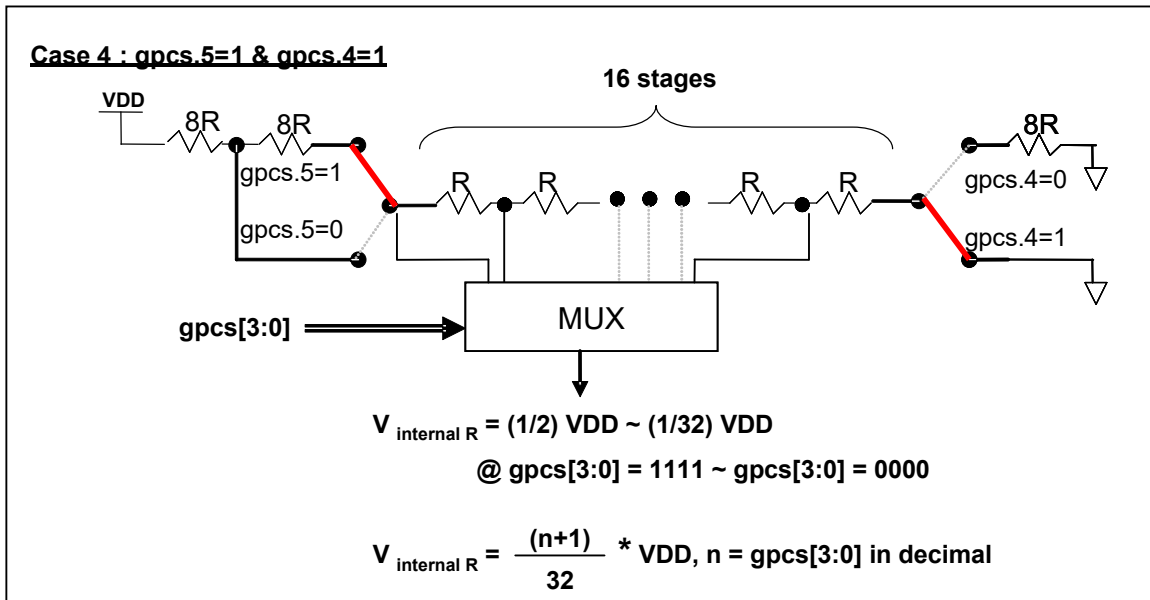 Case 4 : gpcs.5=1 & gpcs.4=1
16 stages
VDD
8R 8R 8R
gpcs.5=1 R R R R gpcs.4=0
gpcs.5=0 gpcs.4=1
MUX
gpcs[3:0]
V internal R = (1/2) VDD ~ (1/32) VDD
@ gpcs[3:0] = 1111 ~ gpcs[3:0] = 0000
V internal R = (n+1) / 32 * VDD, n = gpcs[3:0] in decimal